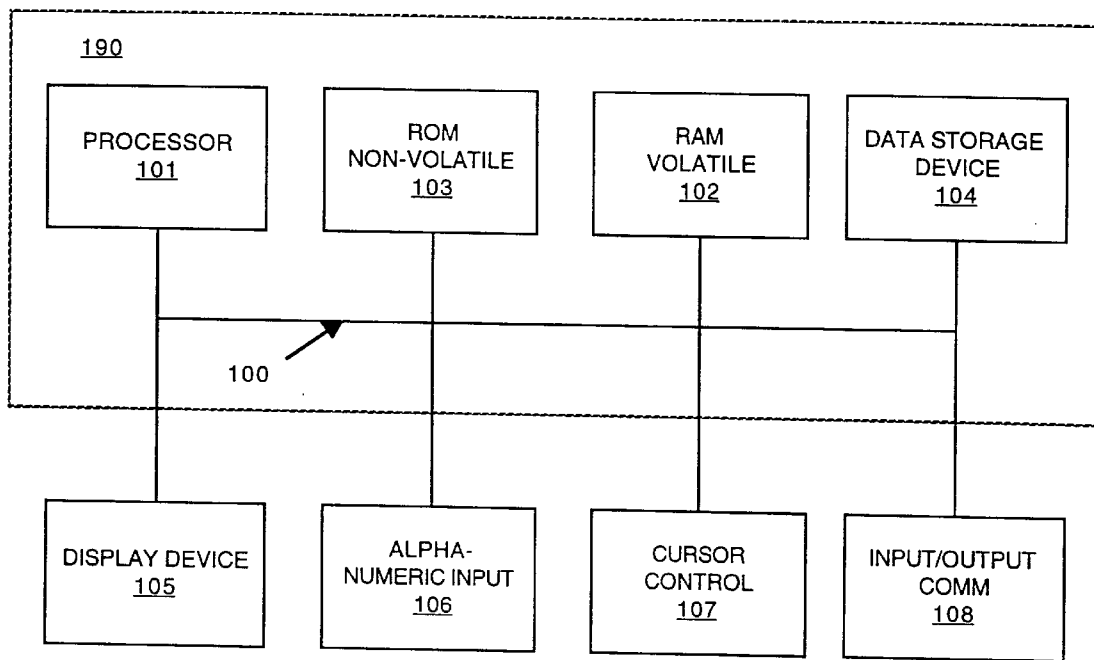 190
PROCESSOR
101
ROM
NON-VOLATILE
103
RAM
VOLATILE
102
DATA STORAGE
DEVICE
104
100
DISPLAY DEVICE
105
ALPHA-
NUMERIC INPUT
106
CURSOR
CONTROL
107
INPUT/OUTPUT
COMM
108